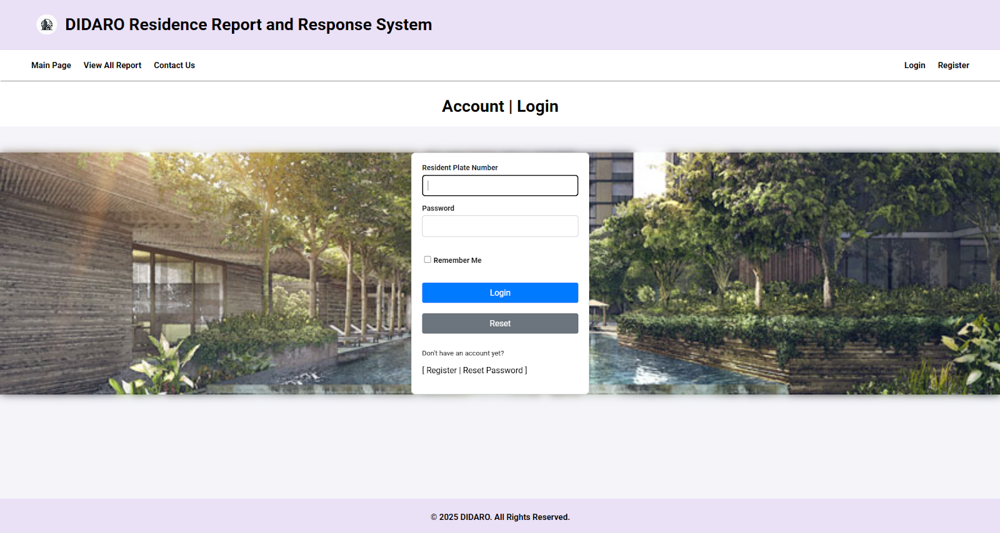 DIDARO Residence Report and Response System
Main Page View All Report Contact Us Login Register
Account | Login
Resident Plate Number
Password
Remember Me
Login
Reset
Don't have an account yet?
[ Register | Reset Password ]
© 2025 DIDARO. All Rights Reserved.